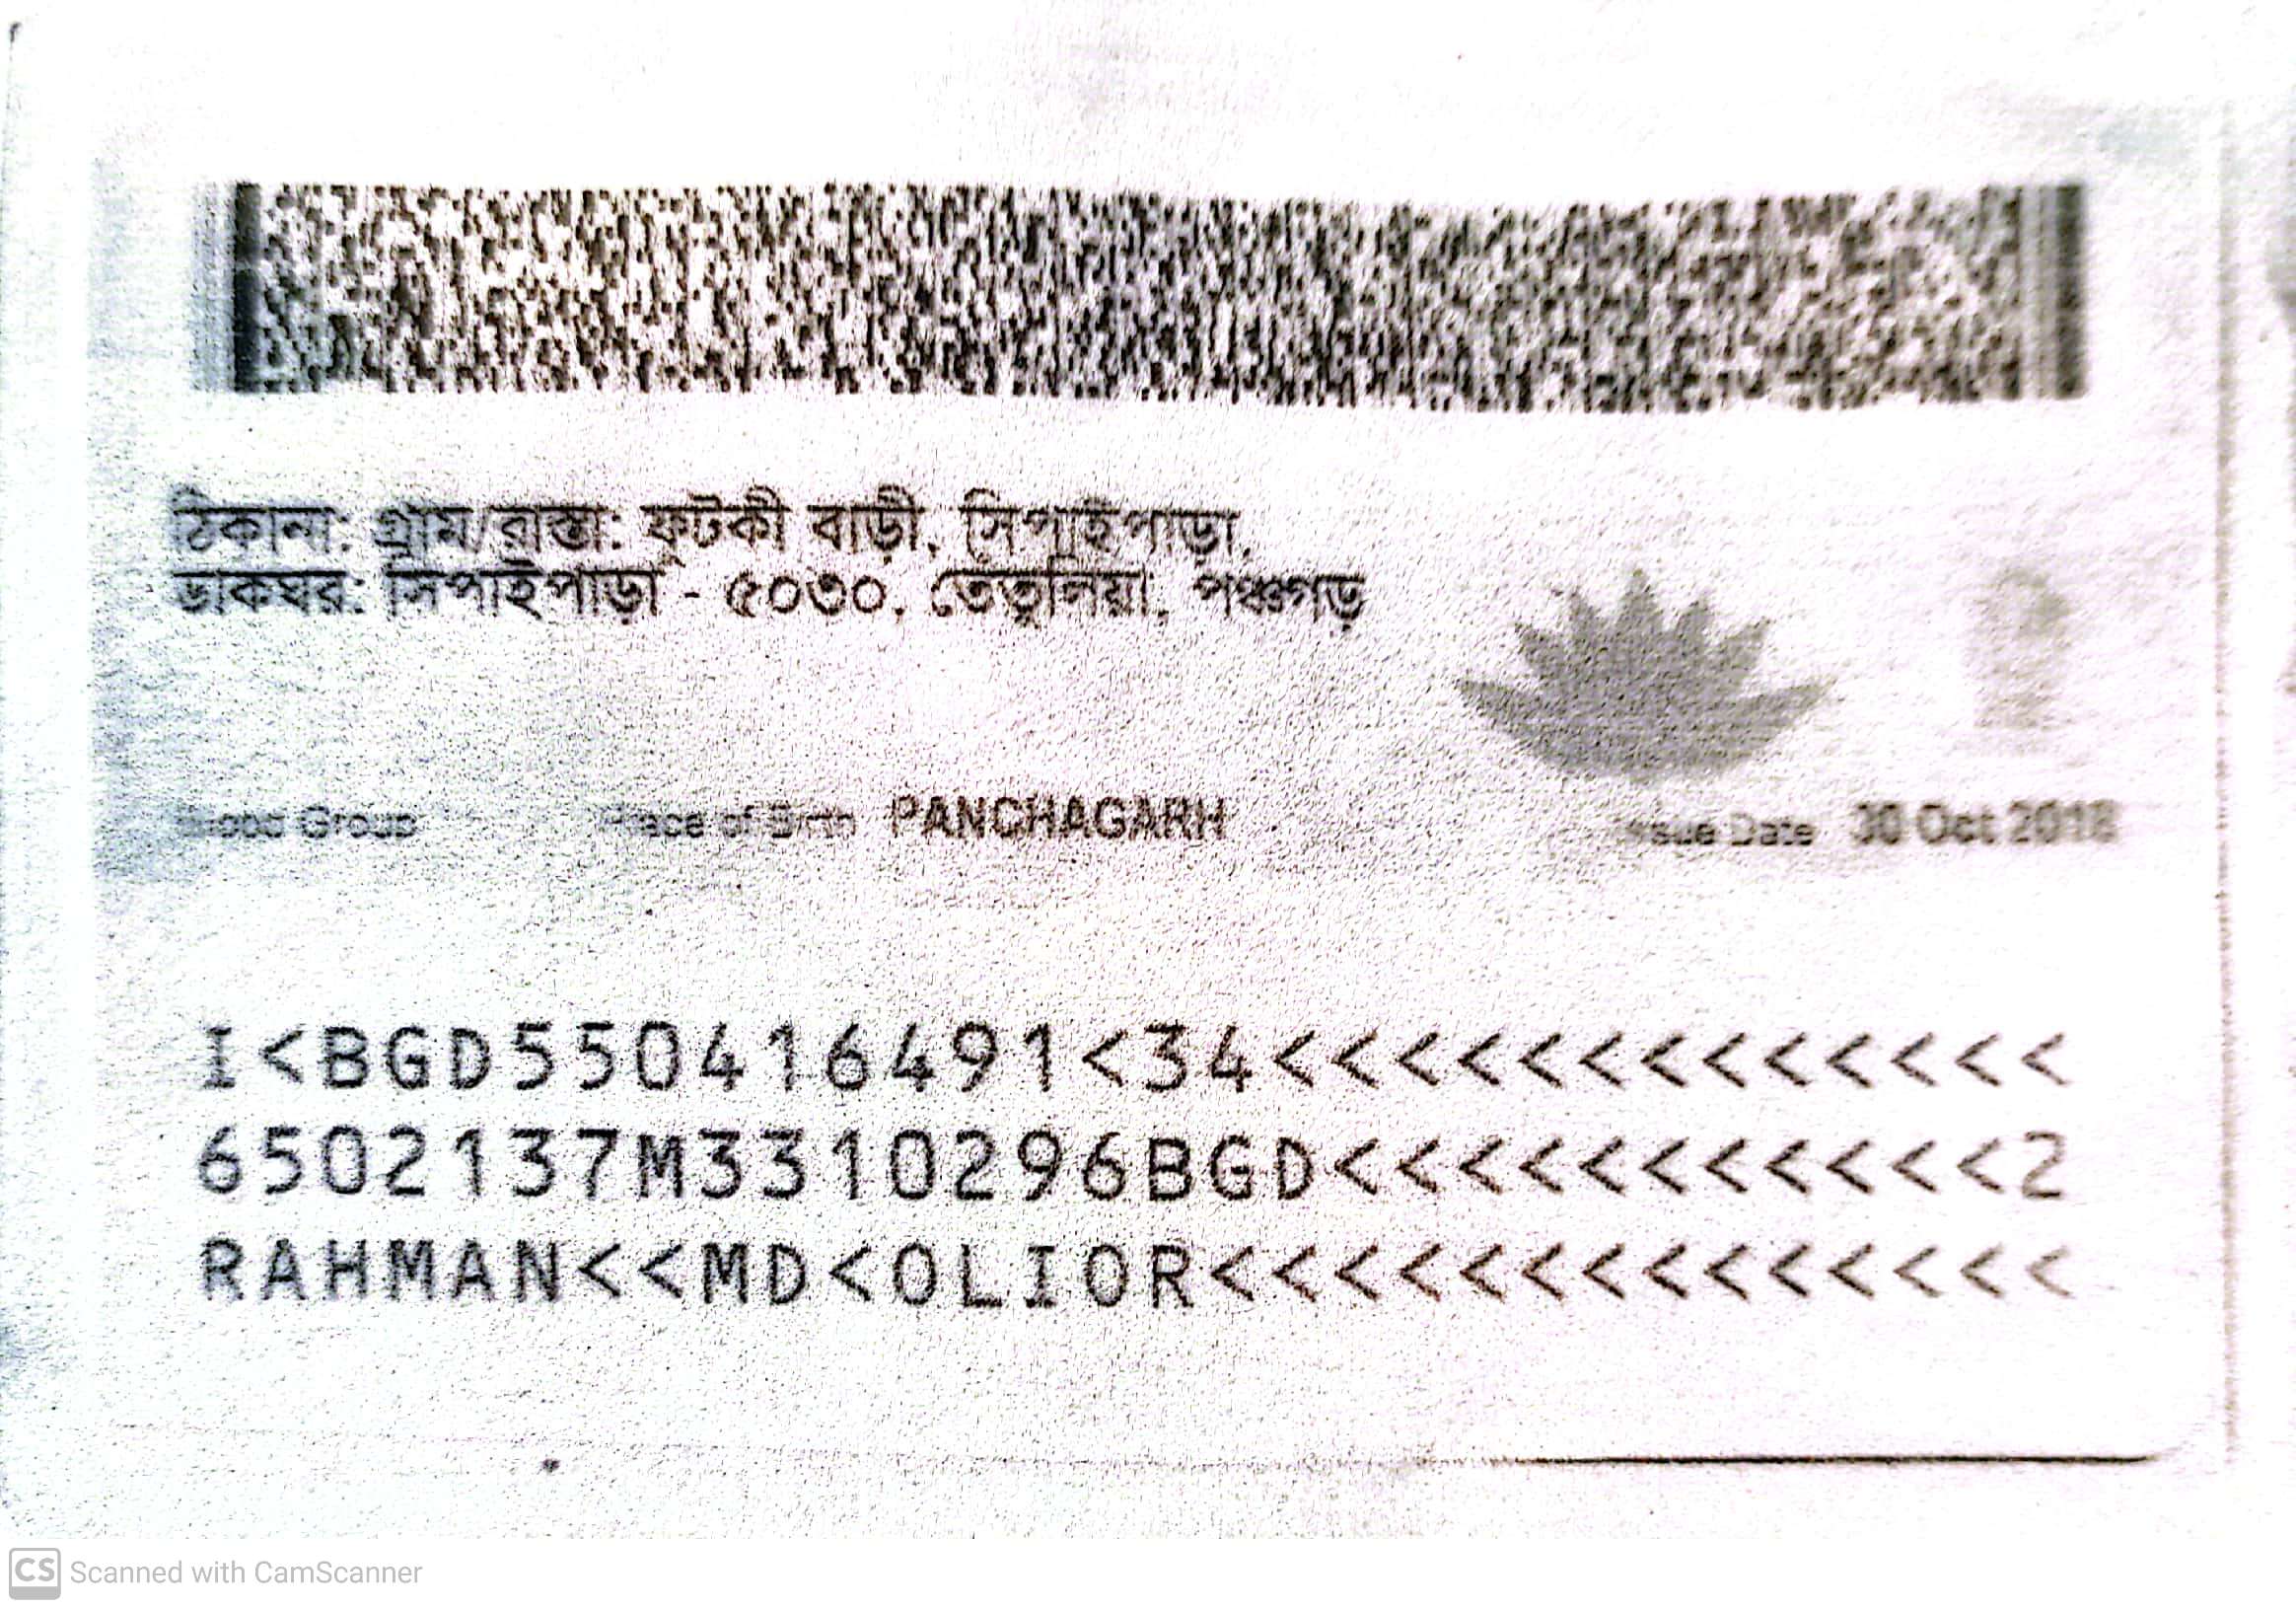 ঠিকানা: গ্রাম/রাস্তা: ফুটকী বাড়ী, সিপাইপাড়া,
ডাকঘর: সিপাইপাড়া - ৫০৩০, তেতুলিয়া, পঞ্চগড়
Blood Group Place of Birth PANCHAGARH Issue Date 30 Oct 2018
I<BGD550416491<34<<<<<<<<<<<<<
6502137M3310296BGD<<<<<<<<<<<2
RAHMAN<<MD<OLIOR<<<<<<<<<<<<<<
CS Scanned with CamScanner